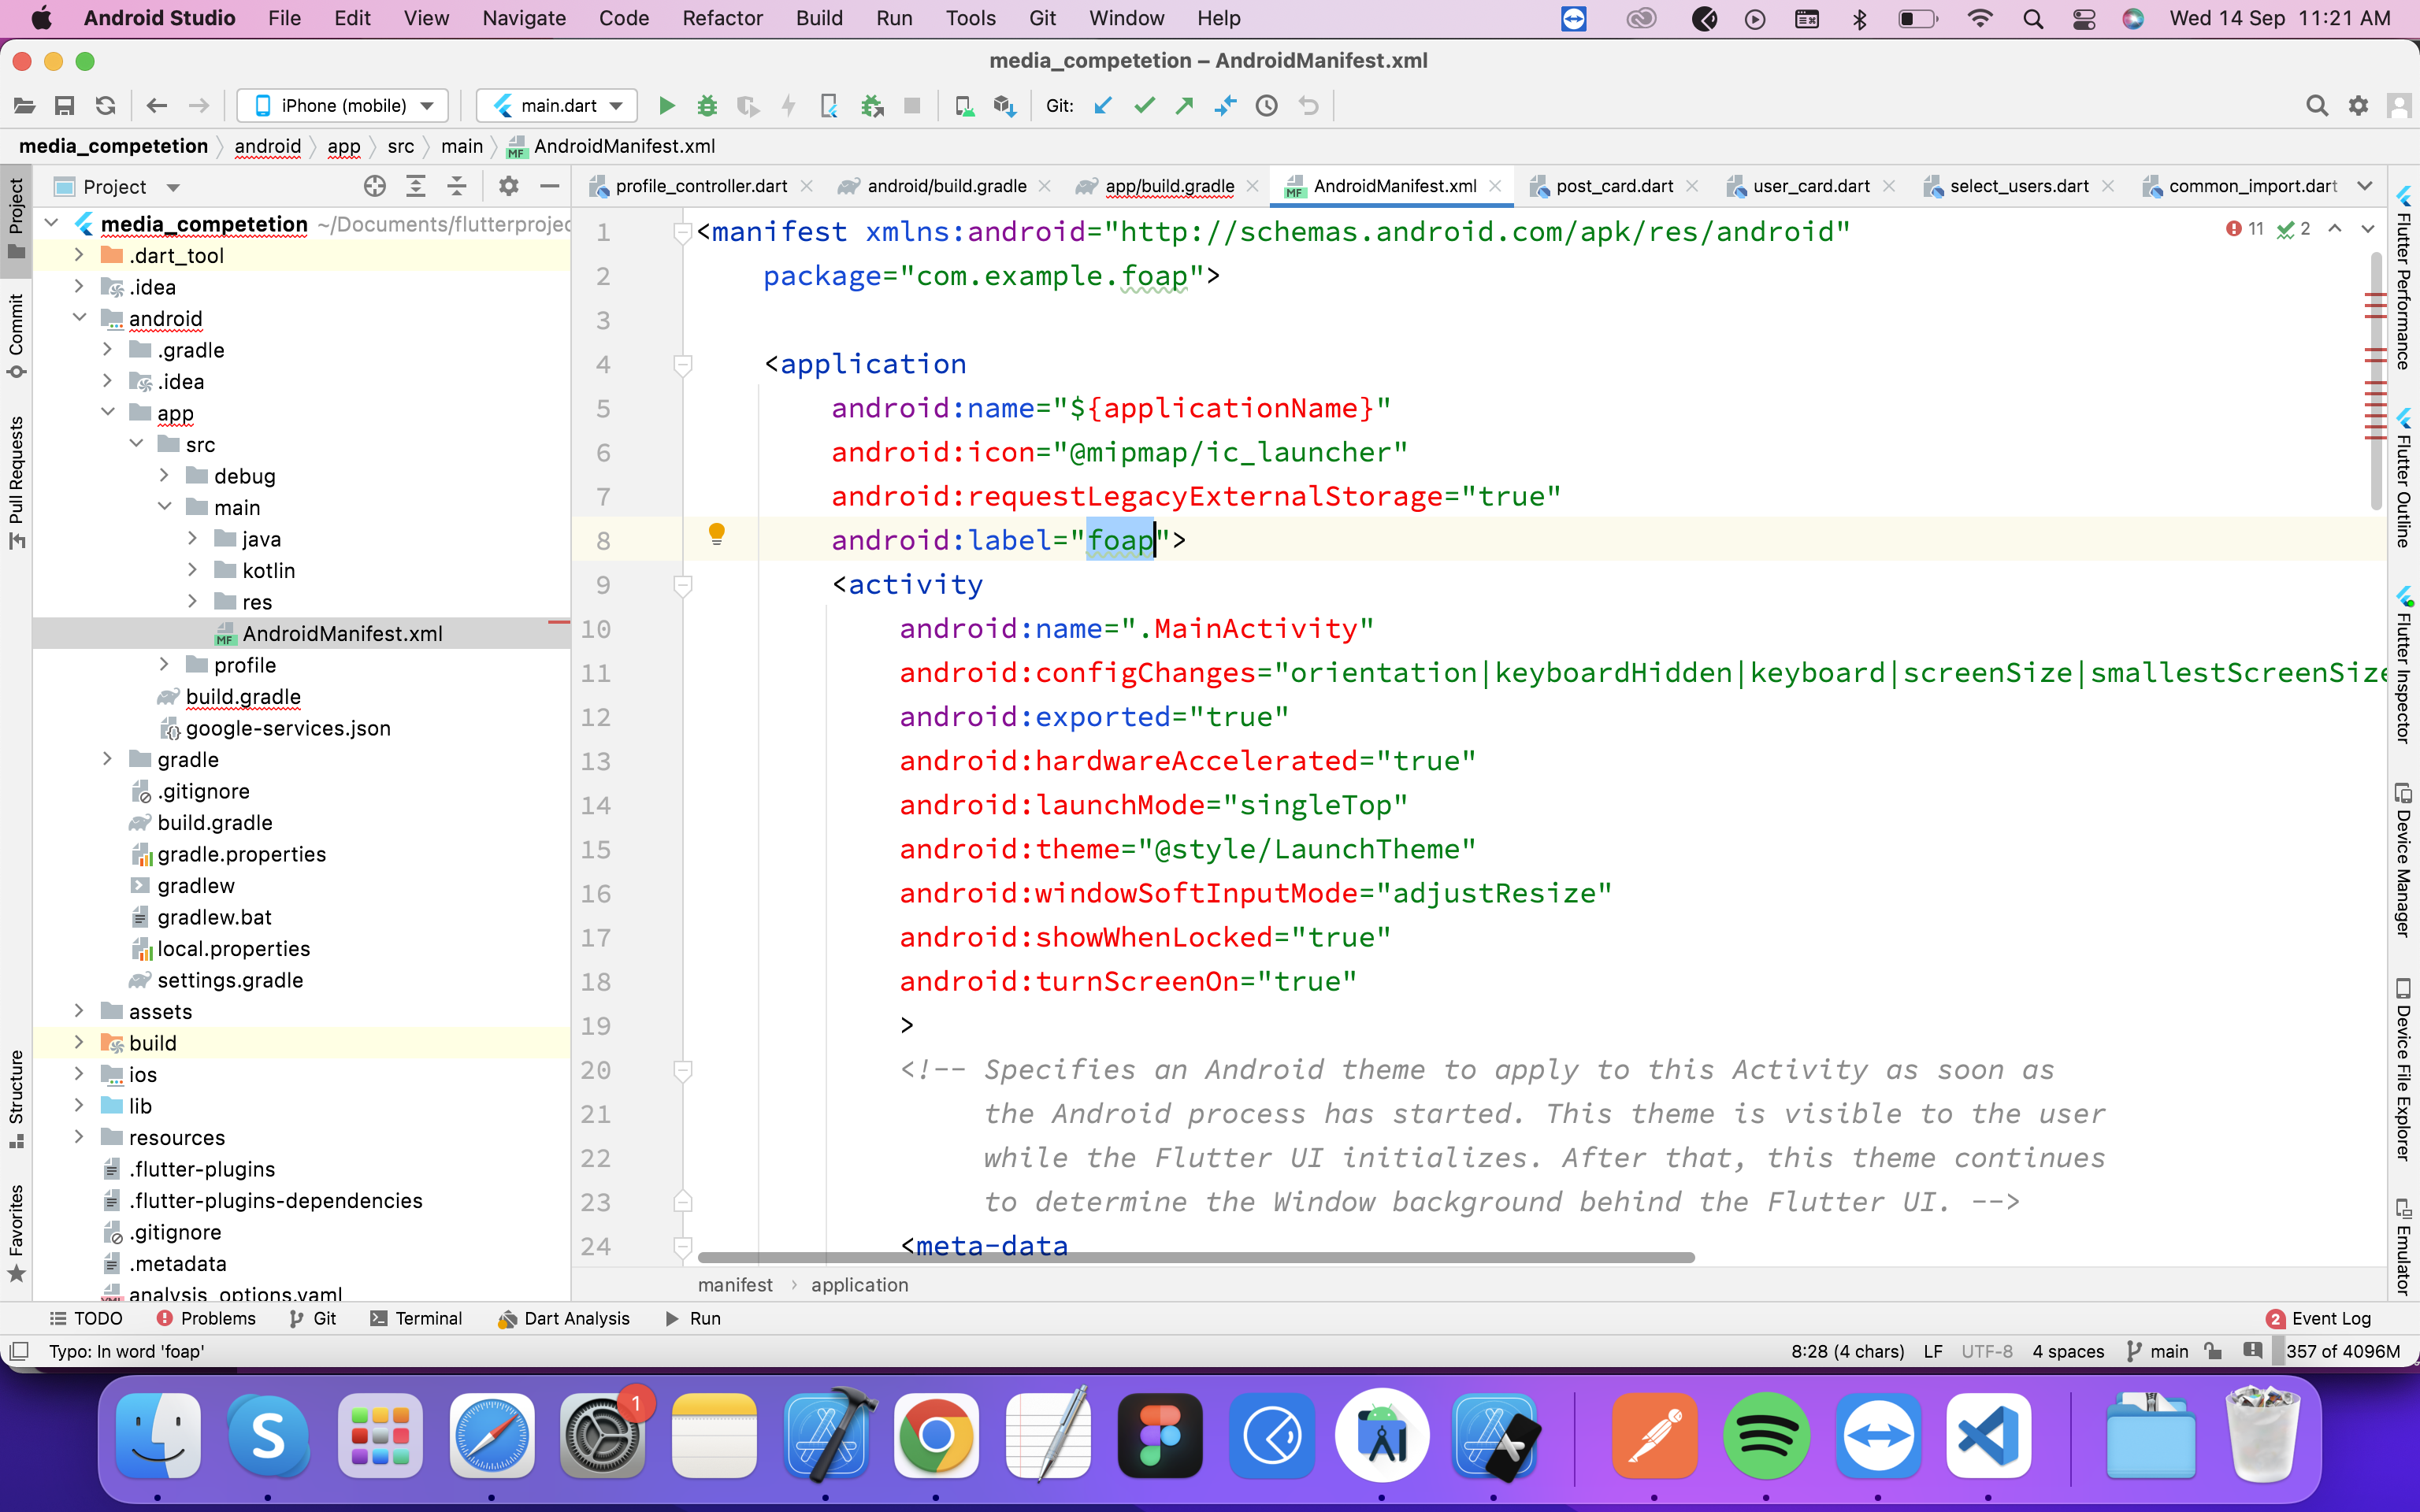 Android Studio File Edit View Navigate Code Refactor Build Run Tools Git Window Help Wed 14 Sep 11:21 AM
media_competetion – AndroidManifest.xml
iPhone (mobile) main.dart Git:
media_competetion android app src main AndroidManifest.xml
Project
profile_controller.dart android/build.gradle app/build.gradle AndroidManifest.xml post_card.dart user_card.dart select_users.dart common_import.dart
Project
Commit
Pull Requests
Structure
Favorites
media_competetion ~/Documents/flutterprojec
.dart_tool
.idea
android
.gradle
.idea
app
src
debug
main
java
kotlin
res
AndroidManifest.xml
profile
build.gradle
google-services.json
gradle
.gitignore
build.gradle
gradle.properties
gradlew
gradlew.bat
local.properties
settings.gradle
assets
build
ios
lib
resources
.flutter-plugins
.flutter-plugins-dependencies
.gitignore
.metadata
analysis_options.yaml
11 2
1 <manifest xmlns:android="http://schemas.android.com/apk/res/android"
2 package="com.example.foap">
3
4 <application
5 android:name="${applicationName}"
6 android:icon="@mipmap/ic_launcher"
7 android:requestLegacyExternalStorage="true"
8 android:label="foap">
9 <activity
10 android:name=".MainActivity"
11 android:configChanges="orientation|keyboardHidden|keyboard|screenSize|smallestScreenSize
12 android:exported="true"
13 android:hardwareAccelerated="true"
14 android:launchMode="singleTop"
15 android:theme="@style/LaunchTheme"
16 android:windowSoftInputMode="adjustResize"
17 android:showWhenLocked="true"
18 android:turnScreenOn="true"
19 >
20 <!-- Specifies an Android theme to apply to this Activity as soon as
21 the Android process has started. This theme is visible to the user
22 while the Flutter UI initializes. After that, this theme continues
23 to determine the Window background behind the Flutter UI. -->
24 <meta-data
manifest › application
Flutter Performance
Flutter Outline
Flutter Inspector
Device Manager
Device File Explorer
Emulator
TODO Problems Git Terminal Dart Analysis Run 2 Event Log
Typo: In word 'foap' 8:28 (4 chars) LF UTF-8 4 spaces main 357 of 4096M
1